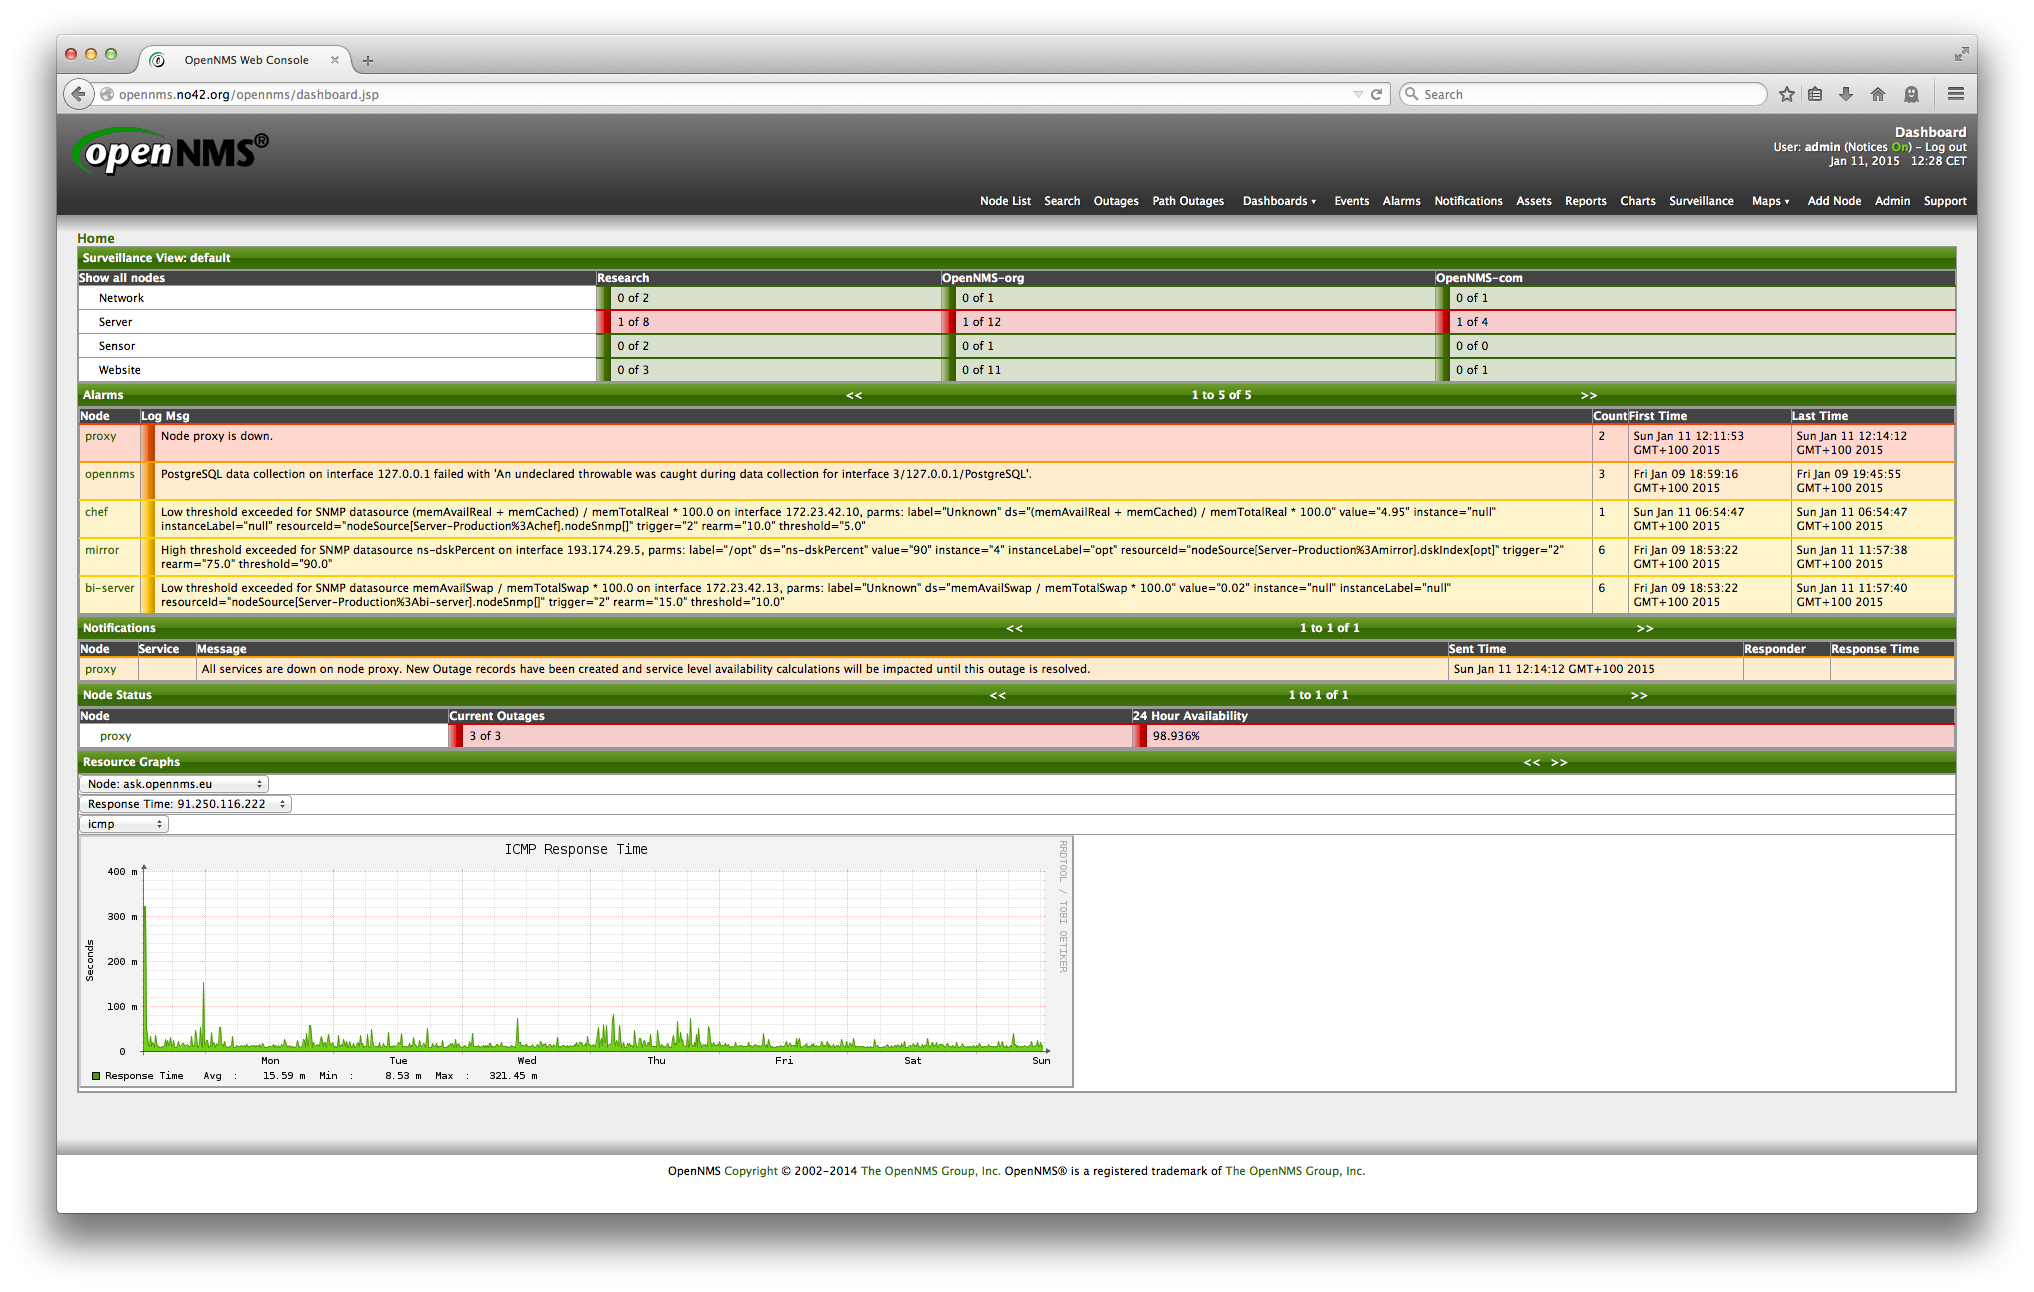 OpenNMS Web Console
opennms.no42.org/opennms/dashboard.jsp
Search
openNMS®
Dashboard
User: admin (Notices On) - Log out
Jan 11, 2015 12:28 CET
Node List Search Outages Path Outages Dashboards ▾ Events Alarms Notifications Assets Reports Charts Surveillance Maps ▾ Add Node Admin Support
Home
Surveillance View: default
Show all nodes Research OpenNMS-org OpenNMS-com
Network 0 of 2 0 of 1 0 of 1
Server 1 of 8 1 of 12 1 of 4
Sensor 0 of 2 0 of 1 0 of 0
Website 0 of 3 0 of 11 0 of 1
Alarms << 1 to 5 of 5 >>
Node Log Msg Count First Time Last Time
proxy Node proxy is down. 2 Sun Jan 11 12:11:53 Sun Jan 11 12:14:12
GMT+100 2015 GMT+100 2015
opennms PostgreSQL data collection on interface 127.0.0.1 failed with 'An undeclared throwable was caught during data collection for interface 3/127.0.0.1/PostgreSQL'. 3 Fri Jan 09 18:59:16 Fri Jan 09 19:45:55
GMT+100 2015 GMT+100 2015
chef Low threshold exceeded for SNMP datasource (memAvailReal + memCached) / memTotalReal * 100.0 on interface 172.23.42.10, parms: label="Unknown" ds="(memAvailReal + memCached) / memTotalReal * 100.0" value="4.95" instance="null" 1 Sun Jan 11 06:54:47 Sun Jan 11 06:54:47
instanceLabel="null" resourceId="nodeSource[Server-Production%3Achef].nodeSnmp[]" trigger="2" rearm="10.0" threshold="5.0" GMT+100 2015 GMT+100 2015
mirror High threshold exceeded for SNMP datasource ns-dskPercent on interface 193.174.29.5, parms: label="/opt" ds="ns-dskPercent" value="90" instance="4" instanceLabel="opt" resourceId="nodeSource[Server-Production%3Amirror].dskIndex[opt]" trigger="2" 6 Fri Jan 09 18:53:22 Sun Jan 11 11:57:38
rearm="75.0" threshold="90.0" GMT+100 2015 GMT+100 2015
bi-server Low threshold exceeded for SNMP datasource memAvailSwap / memTotalSwap * 100.0 on interface 172.23.42.13, parms: label="Unknown" ds="memAvailSwap / memTotalSwap * 100.0" value="0.02" instance="null" instanceLabel="null" 6 Fri Jan 09 18:53:22 Sun Jan 11 11:57:40
resourceId="nodeSource[Server-Production%3Abi-server].nodeSnmp[]" trigger="2" rearm="15.0" threshold="10.0" GMT+100 2015 GMT+100 2015
Notifications << 1 to 1 of 1 >>
Node Service Message Sent Time Responder Response Time
proxy All services are down on node proxy. New Outage records have been created and service level availability calculations will be impacted until this outage is resolved. Sun Jan 11 12:14:12 GMT+100 2015
Node Status << 1 to 1 of 1 >>
Node Current Outages 24 Hour Availability
proxy 3 of 3 98.936%
Resource Graphs << >>
Node: ask.opennms.eu
Response Time: 91.250.116.222
icmp
ICMP Response Time
RRDTOOL / TOBI OETIKER
Seconds
400 m
300 m
200 m
100 m
0
Mon Tue Wed Thu Fri Sat Sun
Response Time Avg : 15.59 m Min : 8.53 m Max : 321.45 m
OpenNMS Copyright © 2002-2014 The OpenNMS Group, Inc. OpenNMS® is a registered trademark of The OpenNMS Group, Inc.